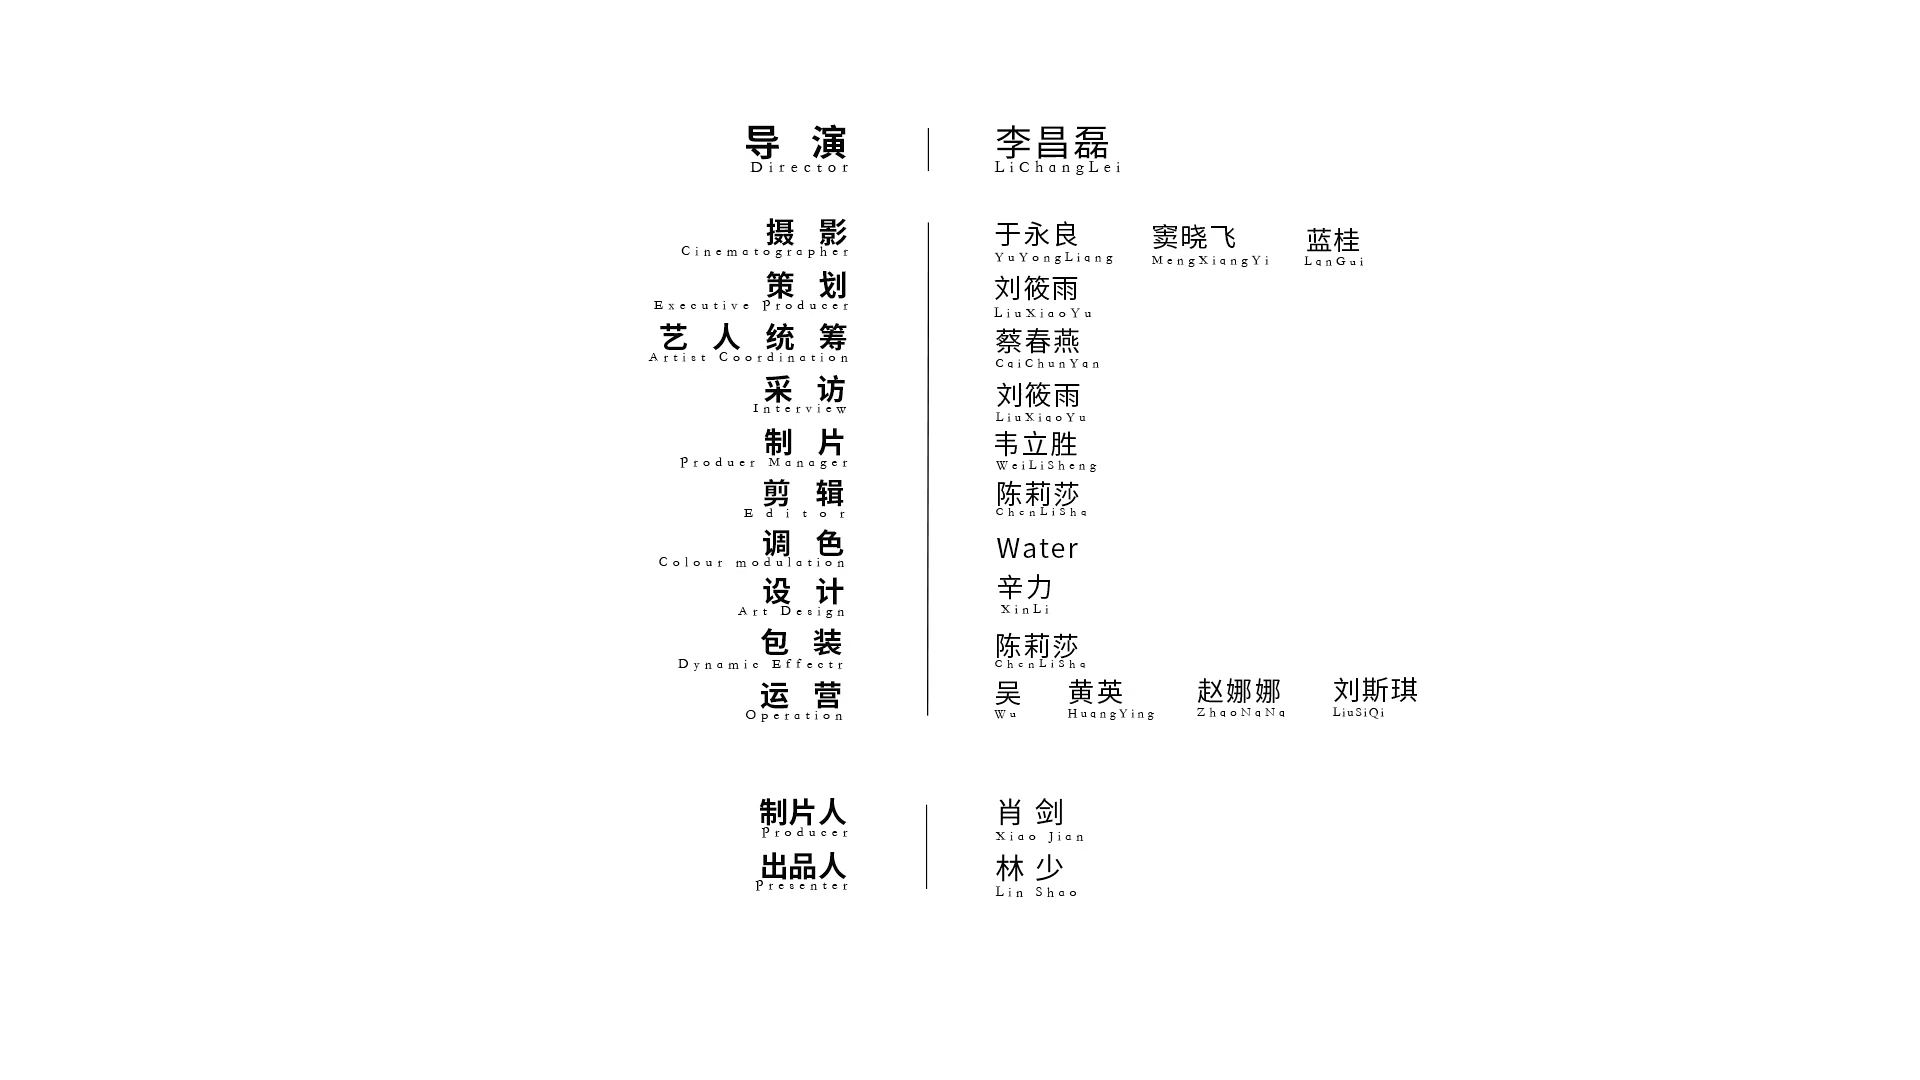 导 演 李昌磊
Director LiChangLei
摄 影 于永良 窦晓飞 蓝桂
Cinematographer YuYongLiang MengXiangYi LanGui
策 划 刘筱雨
Executive Producer LiuXiaoYu
艺 人 统 筹 蔡春燕
Artist Coordination CaiChunYan
采 访 刘筱雨
Interview LiuXiaoYu
制 片 韦立胜
Produer Manager WeiLiSheng
剪 辑 陈莉莎
Editor ChenLiSha
调 色 Water
Colour modulation
设 计 辛力
Art Design XinLi
包 装 陈莉莎
Dynamic Effectr ChenLiSha
运 营 吴 黄英 赵娜娜 刘斯琪
Operation Wu HuangYing ZhaoNaNa LiuSiQi
制片人 肖 剑
Producer Xiao Jian
出品人 林 少
Presenter Lin Shao